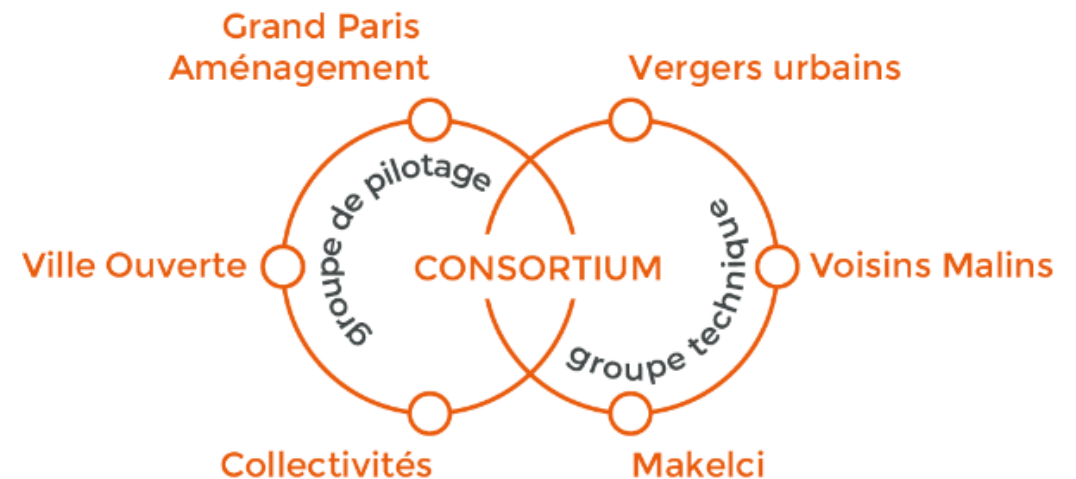 Grand Paris
Aménagement
Vergers urbains
groupe de pilotage
Ville Ouverte
CONSORTIUM
groupe technique
Voisins Malins
Collectivités
Makelci